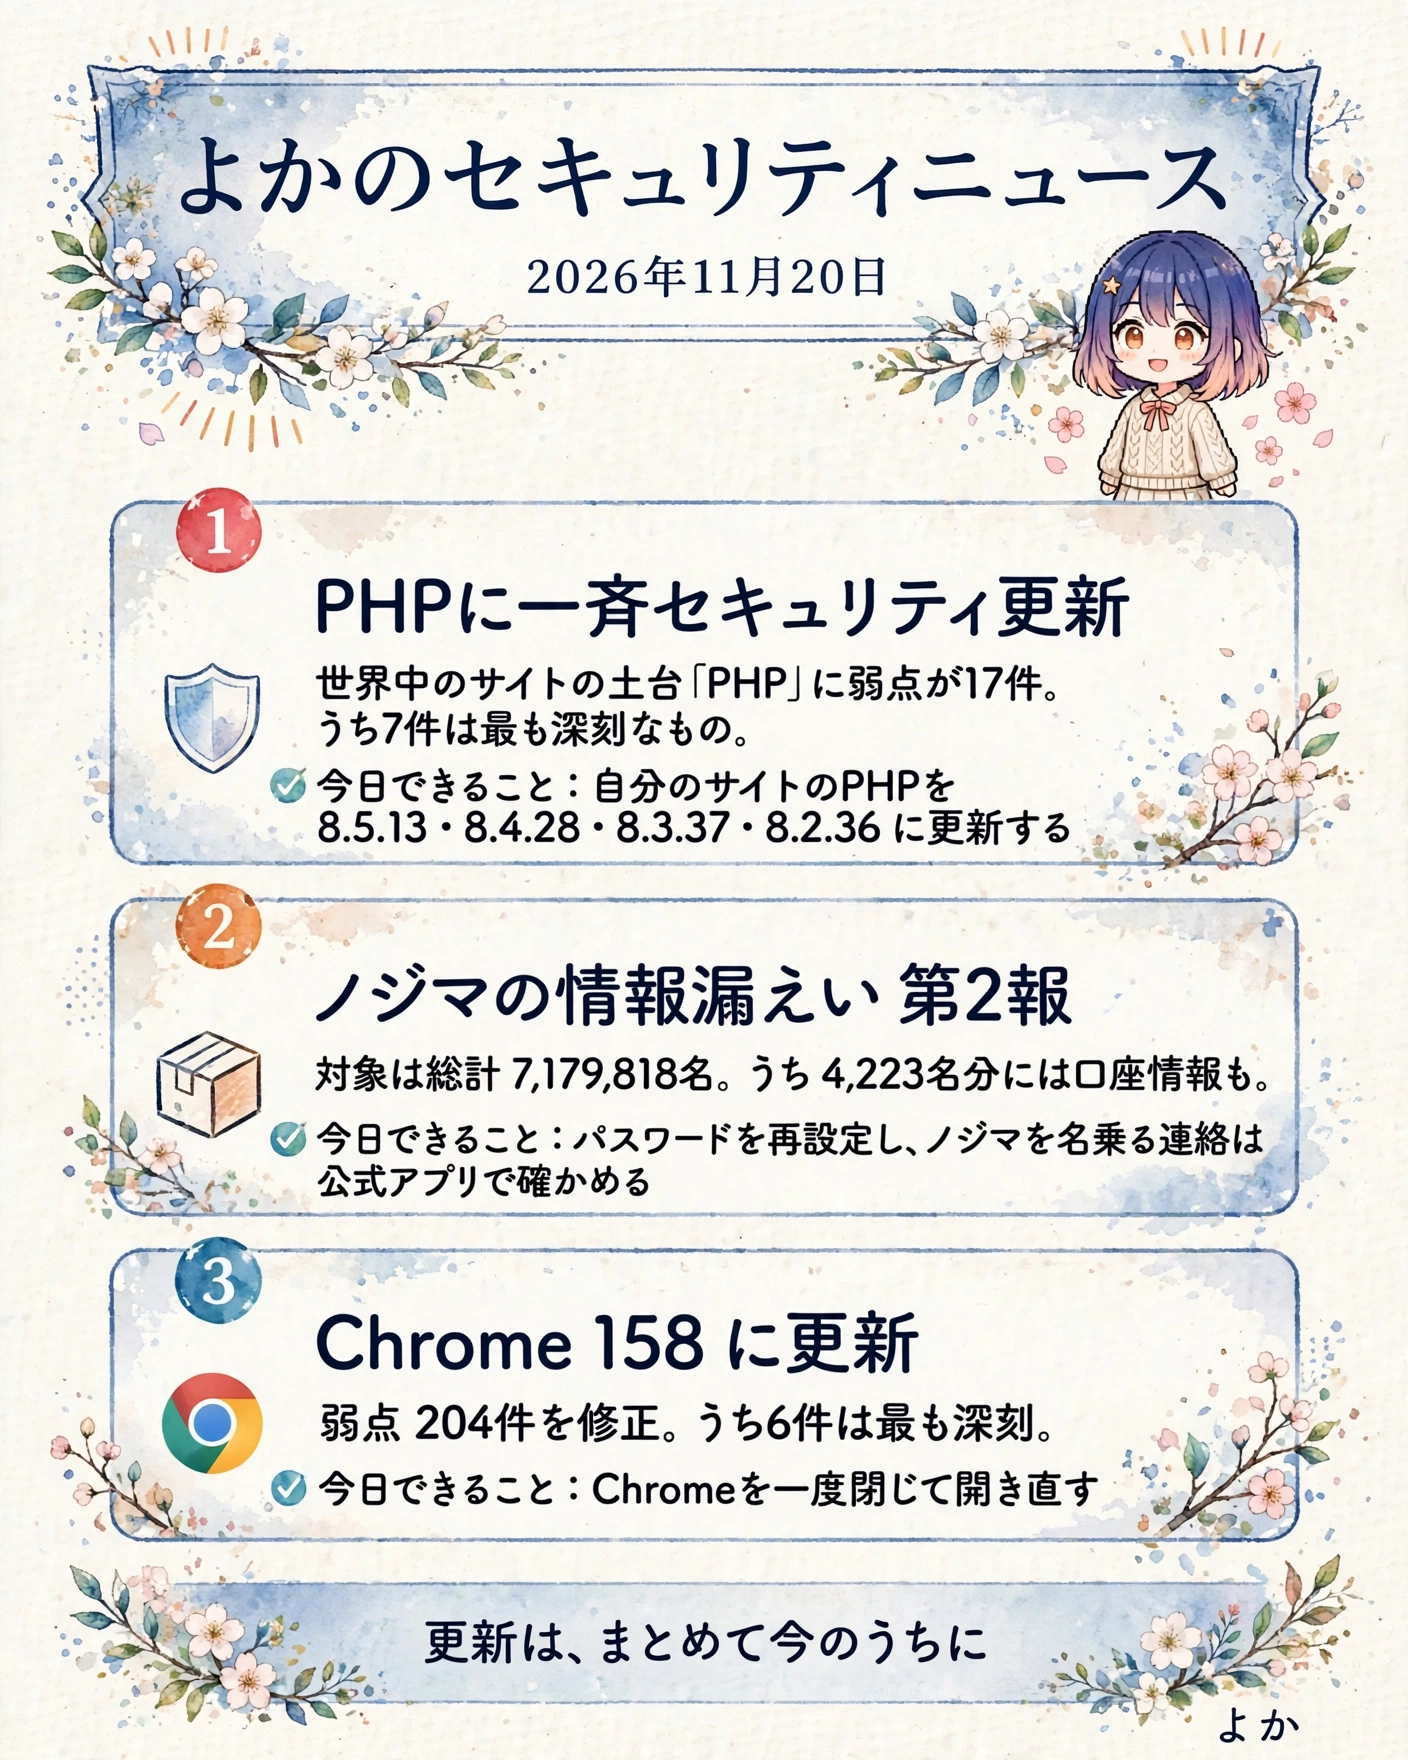 よかのセキュリティニュース
2026年11月20日
1
PHPに一斉セキュリティ更新
世界中のサイトの土台「PHP」に弱点が17件。
うち7件は最も深刻なもの。
今日できること：自分のサイトのPHPを
8.5.13・8.4.28・8.3.37・8.2.36 に更新する
2
ノジマの情報漏えい 第2報
対象は総計 7,179,818名。うち 4,223名分には口座情報も。
今日できること：パスワードを再設定し、ノジマを名乗る連絡は
公式アプリで確かめる
3
Chrome 158 に更新
弱点 204件を修正。うち6件は最も深刻。
今日できること：Chromeを一度閉じて開き直す
更新は、まとめて今のうちに
よか